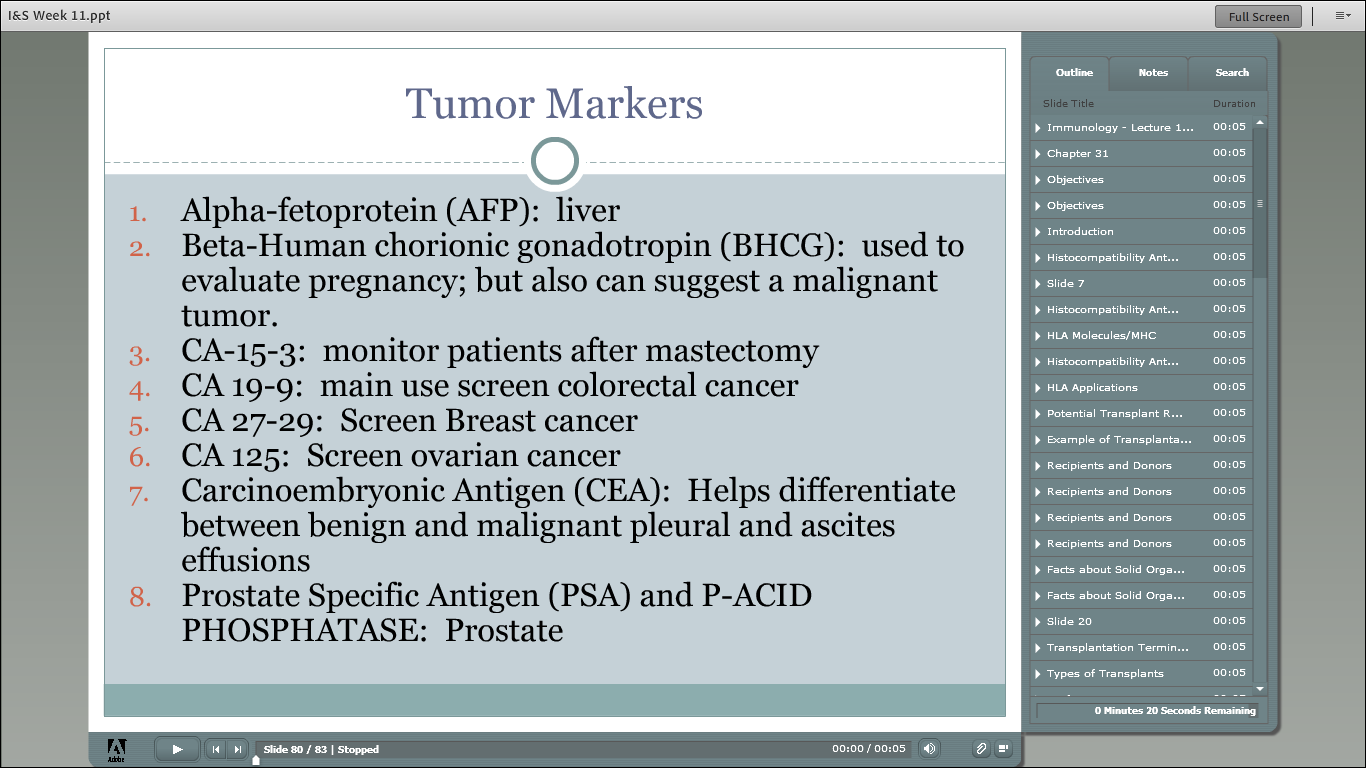 I&S Week 11.ppt
Full Screen
Tumor Markers
1. Alpha-fetoprotein (AFP):  liver
2. Beta-Human chorionic gonadotropin (BHCG):  used to
evaluate pregnancy; but also can suggest a malignant
tumor.
3. CA-15-3:  monitor patients after mastectomy
4. CA 19-9:  main use screen colorectal cancer
5. CA 27-29:  Screen Breast cancer
6. CA 125:  Screen ovarian cancer
7. Carcinoembryonic Antigen (CEA):  Helps differentiate
between benign and malignant pleural and ascites
effusions
8. Prostate Specific Antigen (PSA) and P-ACID
PHOSPHATASE:  Prostate
Outline Notes Search
Slide Title Duration
Immunology - Lecture 1... 00:05
Chapter 31 00:05
Objectives 00:05
Objectives 00:05
Introduction 00:05
Histocompatibility Ant... 00:05
Slide 7 00:05
Histocompatibility Ant... 00:05
HLA Molecules/MHC 00:05
Histocompatibility Ant... 00:05
HLA Applications 00:05
Potential Transplant R... 00:05
Example of Transplanta... 00:05
Recipients and Donors 00:05
Recipients and Donors 00:05
Recipients and Donors 00:05
Recipients and Donors 00:05
Facts about Solid Orga... 00:05
Facts about Solid Orga... 00:05
Slide 20 00:05
Transplantation Termin... 00:05
Types of Transplants 00:05
0 Minutes 20 Seconds Remaining
Adobe
Slide 80 / 83 | Stopped
00:00 / 00:05